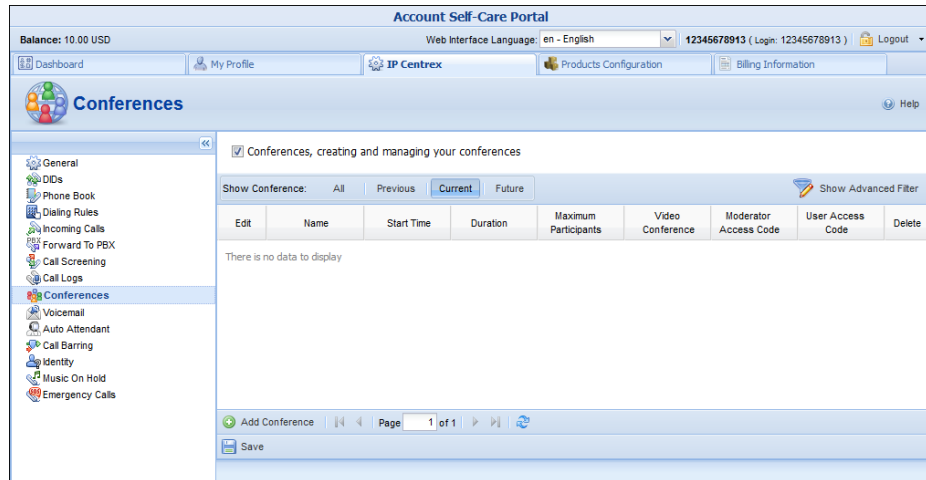 Account Self-Care Portal
Balance: 10.00 USD Web Interface Language: en - English 12345678913 ( Login: 12345678913 ) Logout
Dashboard My Profile IP Centrex Products Configuration Billing Information
Conferences Help
General
DIDs
Phone Book
Dialing Rules
Incoming Calls
PBX Forward To PBX
Call Screening
Call Logs
Conferences
Voicemail
Auto Attendant
Call Barring
Identity
Music On Hold
Emergency Calls
Conferences, creating and managing your conferences
Show Conference: All Previous Current Future Show Advanced Filter
Edit Name Start Time Duration Maximum Participants Video Conference Moderator Access Code User Access Code Delete
There is no data to display
Add Conference Page 1 of 1
Save